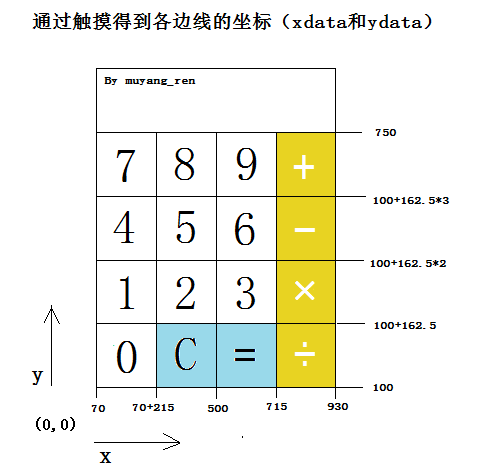 通过触摸得到各边线的坐标（xdata和ydata）
By muyang_ren
750
7 8 9 +
100+162.5*3
4 5 6 -
100+162.5*2
1 2 3 ×
100+162.5
0 C = ÷
y
100
70 70+215 500 715 930
(0,0)
x